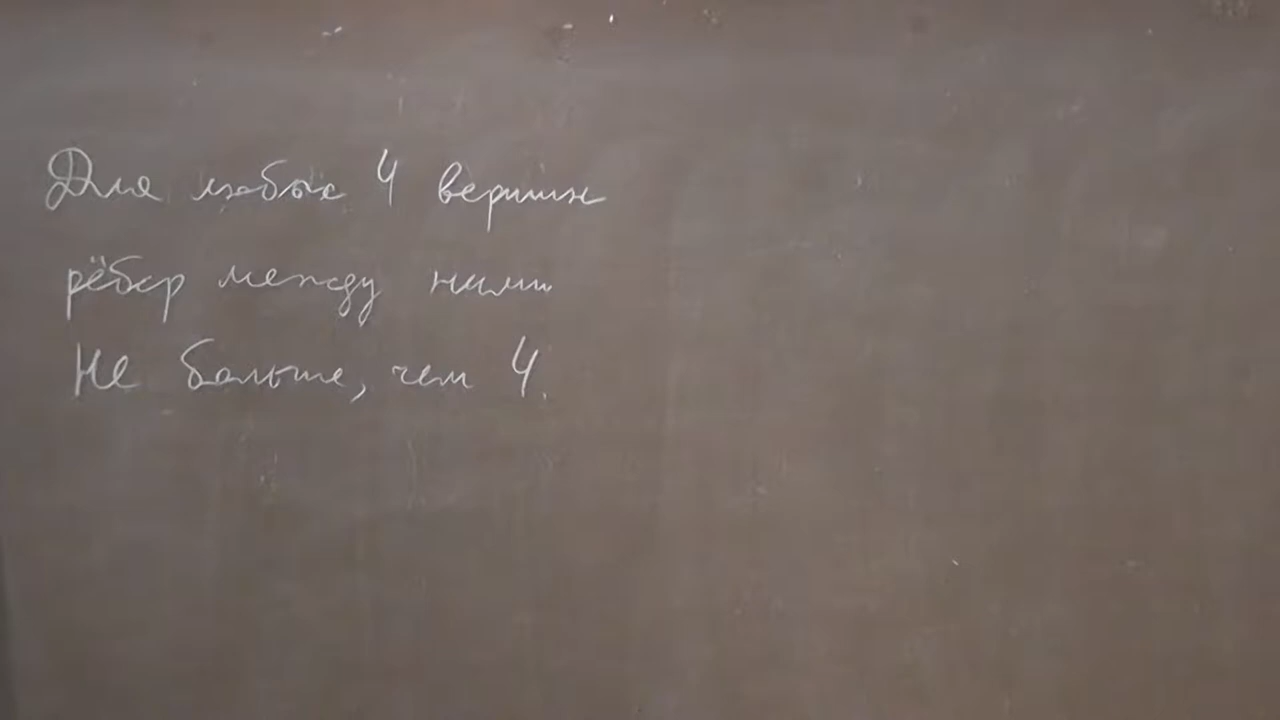 Для любых 4 вершин
рёбер между ними
не больше, чем 4.